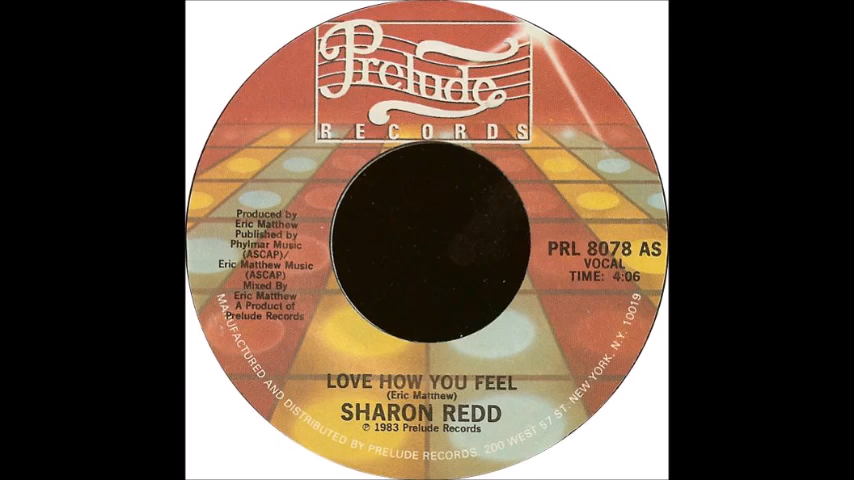 Prelude
RECORDS
Produced by
Eric Matthew
Published by
Phylmar Music
(ASCAP)/
Eric Matthew Music
(ASCAP)
Mixed By
Eric Matthew
A Product of
Prelude Records
PRL 8078 AS
VOCAL
TIME: 4:06
LOVE HOW YOU FEEL
(Eric Matthew)
SHARON REDD
℗ 1983 Prelude Records
MANUFACTURED AND DISTRIBUTED BY PRELUDE RECORDS. 200 WEST 57 ST. NEW YORK, N.Y. 10019